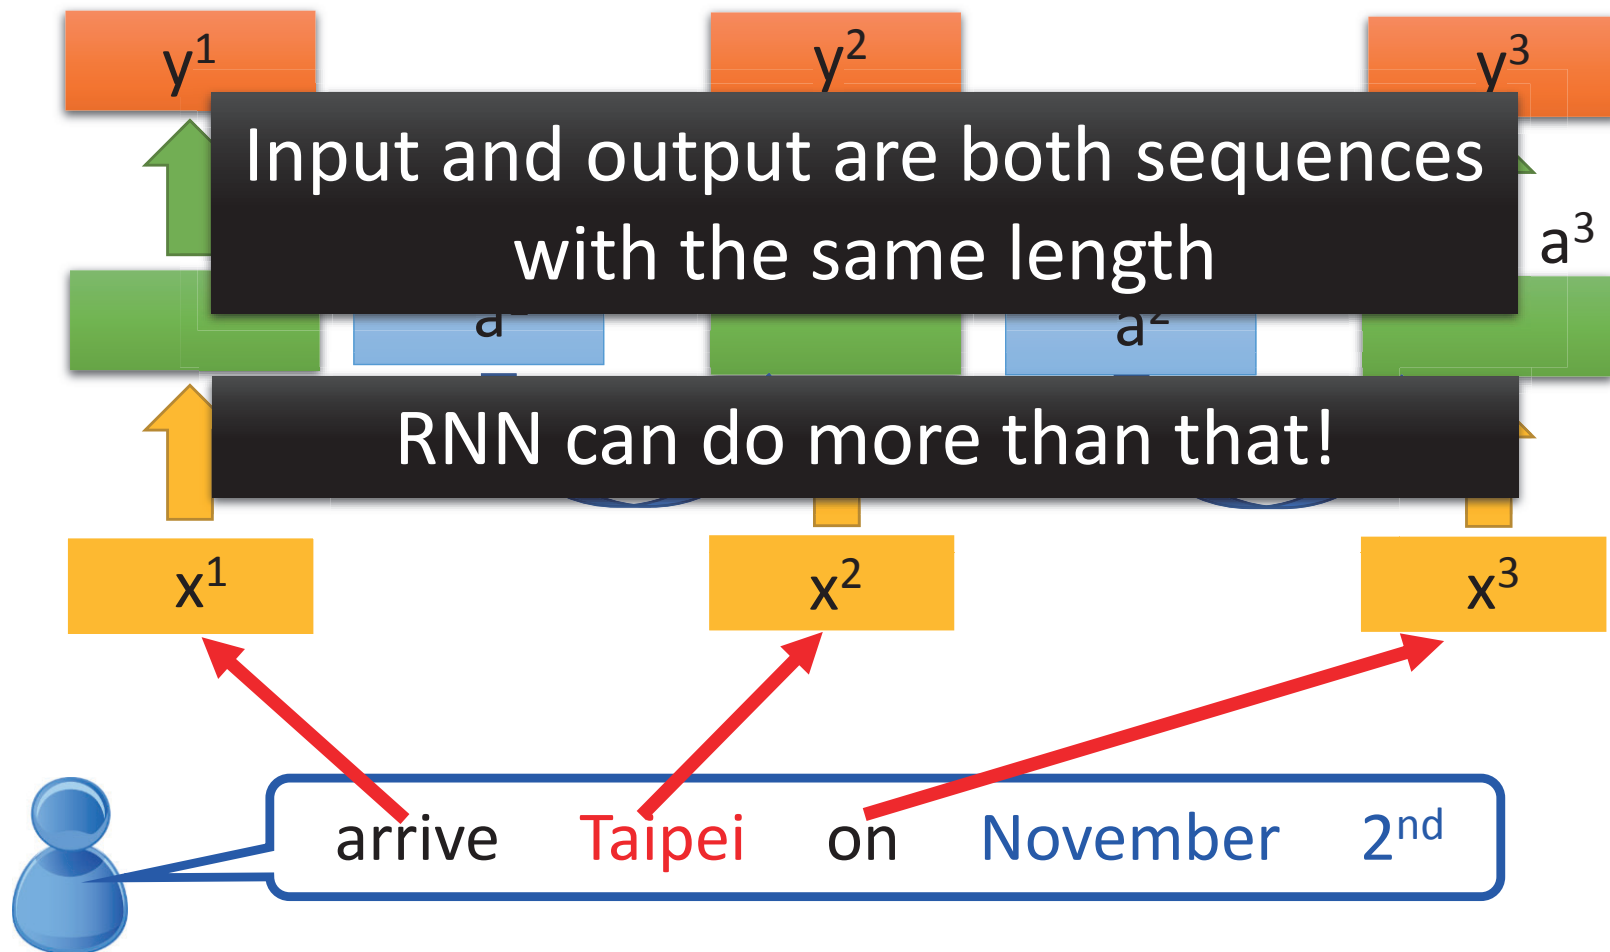 y¹ y² y³
Input and output are both sequences
with the same length
a³
a² 
RNN can do more than that!
x¹ x² x³
arrive Taipei on November 2nd